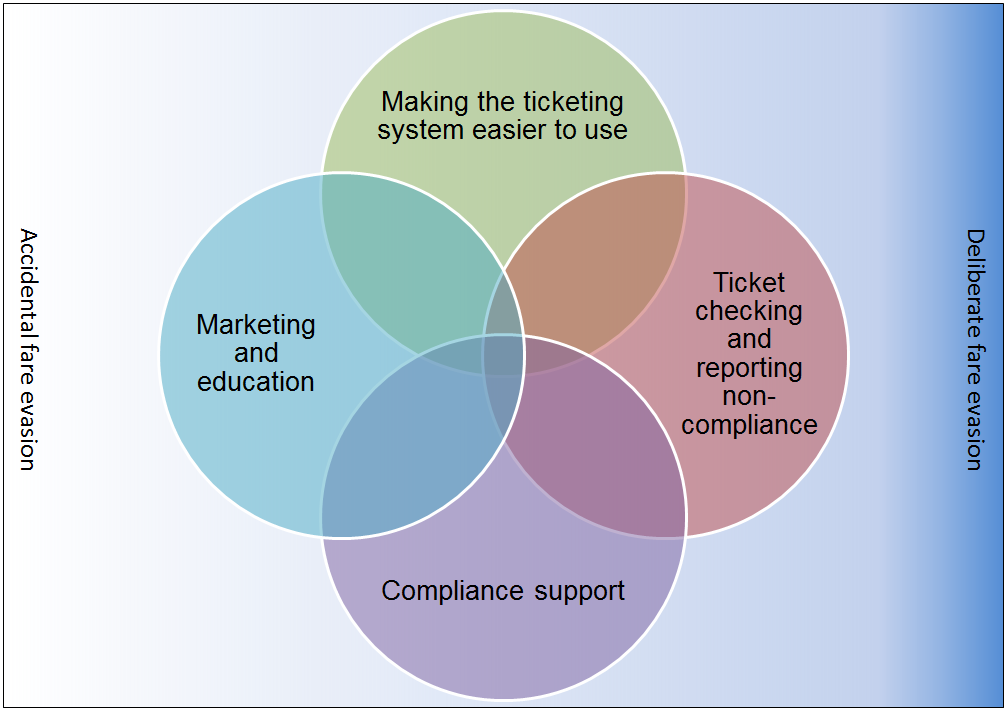 Making the ticketing
system easier to use
Accidental fare evasion
Marketing
and
education
Ticket
checking
and
reporting
non-
compliance
Deliberate fare evasion
Compliance support